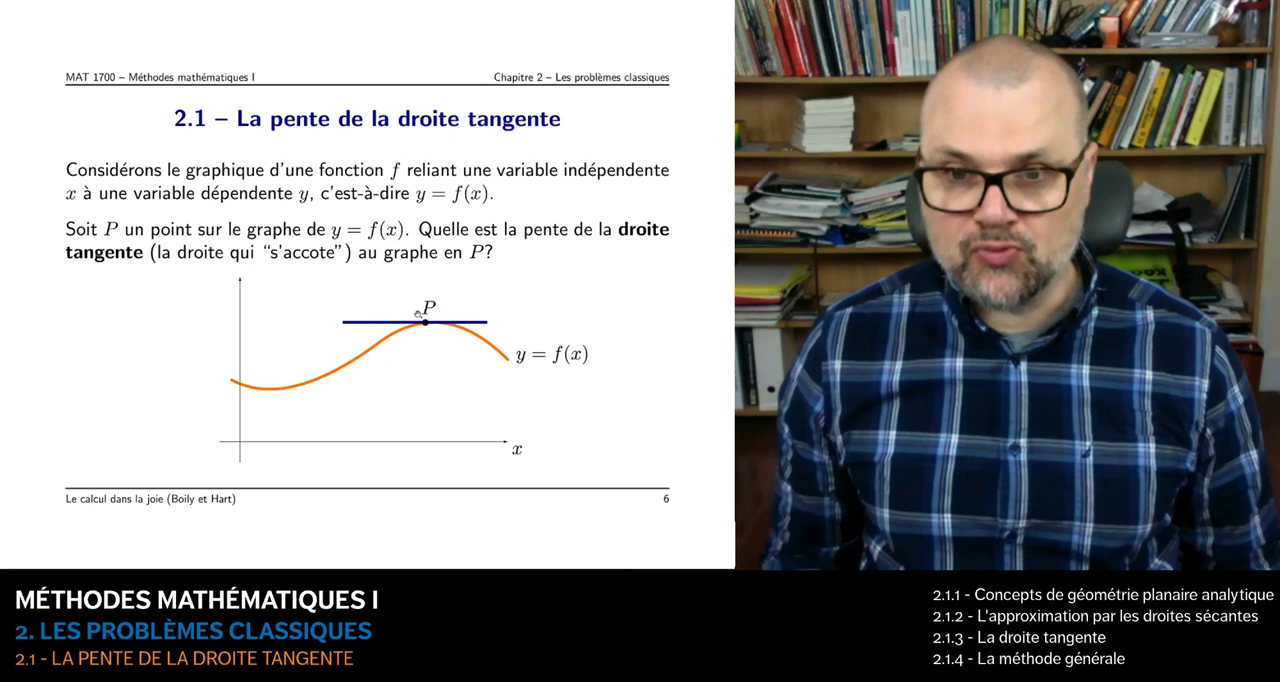 MAT 1700 – Méthodes mathématiques I
Chapitre 2 – Les problèmes classiques
2.1 – La pente de la droite tangente
Considérons le graphique d'une fonction f reliant une variable indépendente
x à une variable dépendente y, c'est-à-dire y = f(x).
Soit P un point sur le graphe de y = f(x). Quelle est la pente de la droite
tangente (la droite qui "s'accote") au graphe en P?
P
y = f(x)
x
Le calcul dans la joie (Boily et Hart)
6
MÉTHODES MATHÉMATIQUES I
2. LES PROBLÈMES CLASSIQUES
2.1 - LA PENTE DE LA DROITE TANGENTE
2.1.1 - Concepts de géométrie planaire analytique
2.1.2 - L'approximation par les droites sécantes
2.1.3 - La droite tangente
2.1.4 - La méthode générale